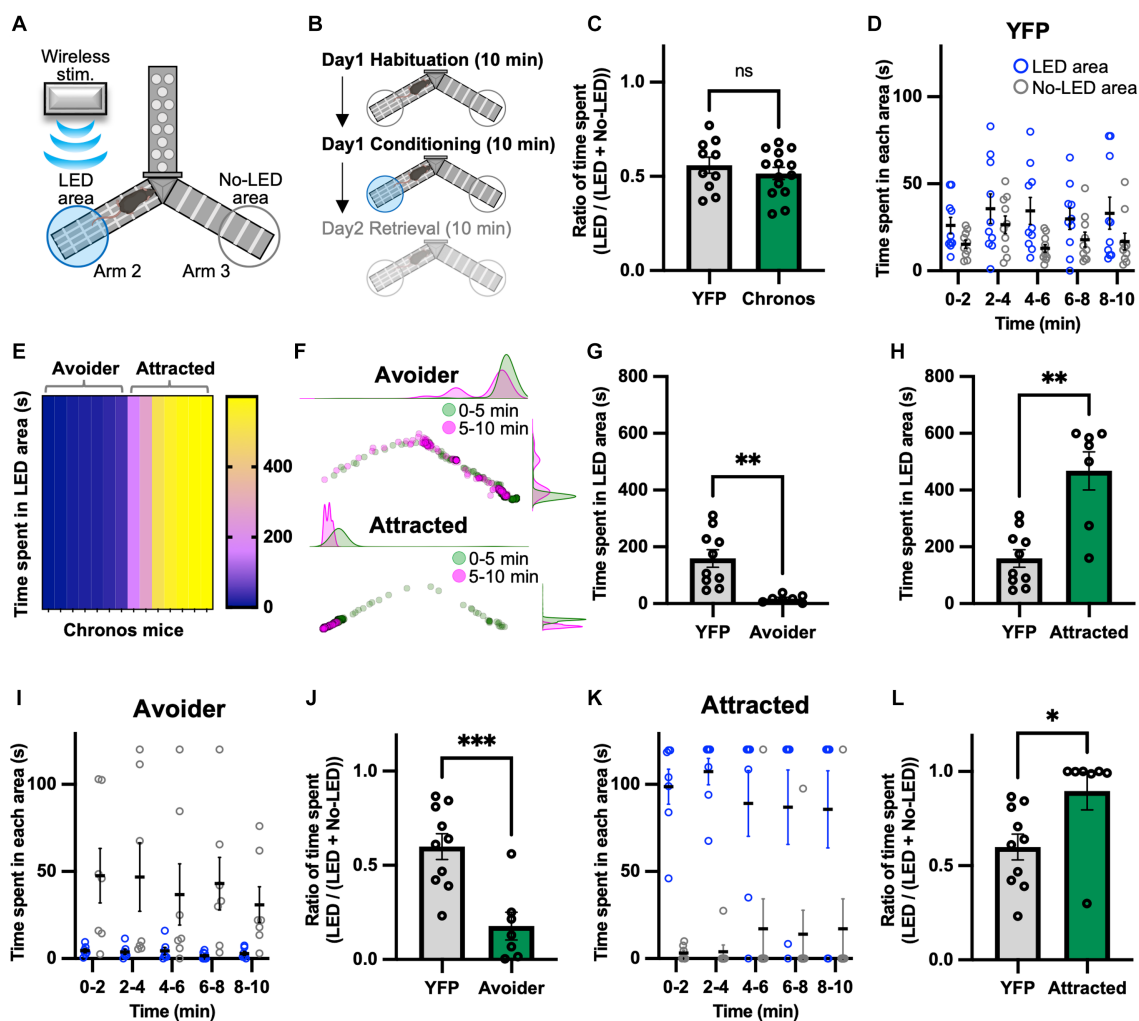 A
Wireless
stim.
LED
area
No-LED
area
Arm 2
Arm 3
B
Day1 Habituation (10 min)
Day1 Conditioning (10 min)
Day2 Retrieval (10 min)
C
Ratio of time spent
(LED / (LED + No-LED))
1.0
0.5
0.0
ns
YFP
Chronos
D
YFP
LED area
No-LED area
Time spent in each area (s)
100
50
0
0-2
2-4
4-6
6-8
8-10
Time (min)
E
Avoider
Attracted
Time spent in LED area (s)
400
200
0
Chronos mice
F
Avoider
0-5 min
5-10 min
Attracted
0-5 min
5-10 min
G
Time spent in LED area (s)
800
600
400
200
0
**
YFP
Avoider
H
Time spent in LED area (s)
800
600
400
200
0
**
YFP
Attracted
I
Avoider
Time spent in each area (s)
100
50
0
0-2
2-4
4-6
6-8
8-10
Time (min)
J
Ratio of time spent
(LED / (LED + No-LED))
1.0
0.5
0.0
***
YFP
Avoider
K
Attracted
Time spent in each area (s)
100
50
0
0-2
2-4
4-6
6-8
8-10
Time (min)
L
Ratio of time spent
(LED / (LED + No-LED))
1.0
0.5
0.0
*
YFP
Attracted